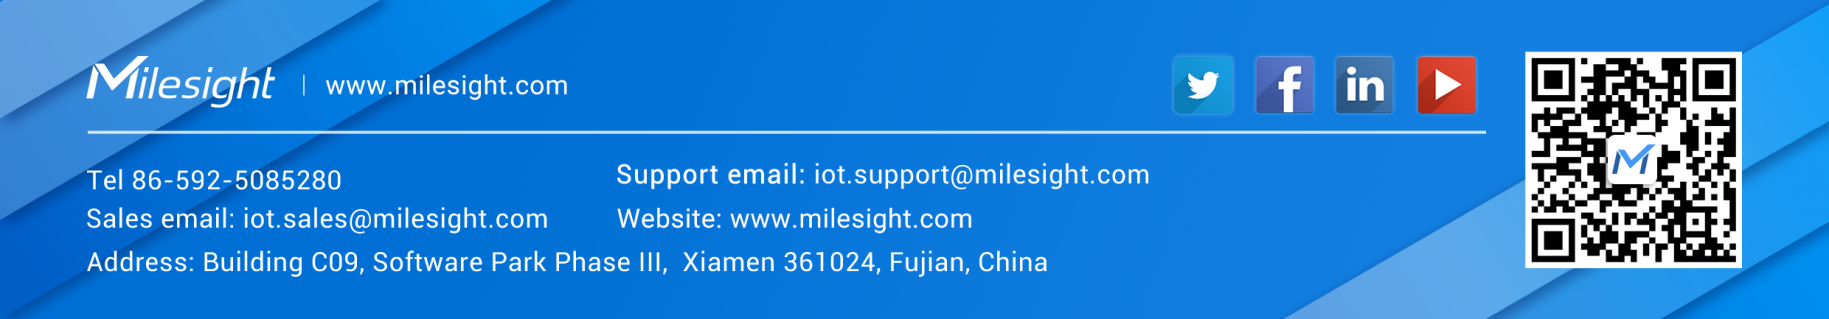 Milesight | www.milesight.com
Tel 86-592-5085280
Support email: iot.support@milesight.com
Sales email: iot.sales@milesight.com
Website: www.milesight.com
Address: Building C09, Software Park Phase III, Xiamen 361024, Fujian, China